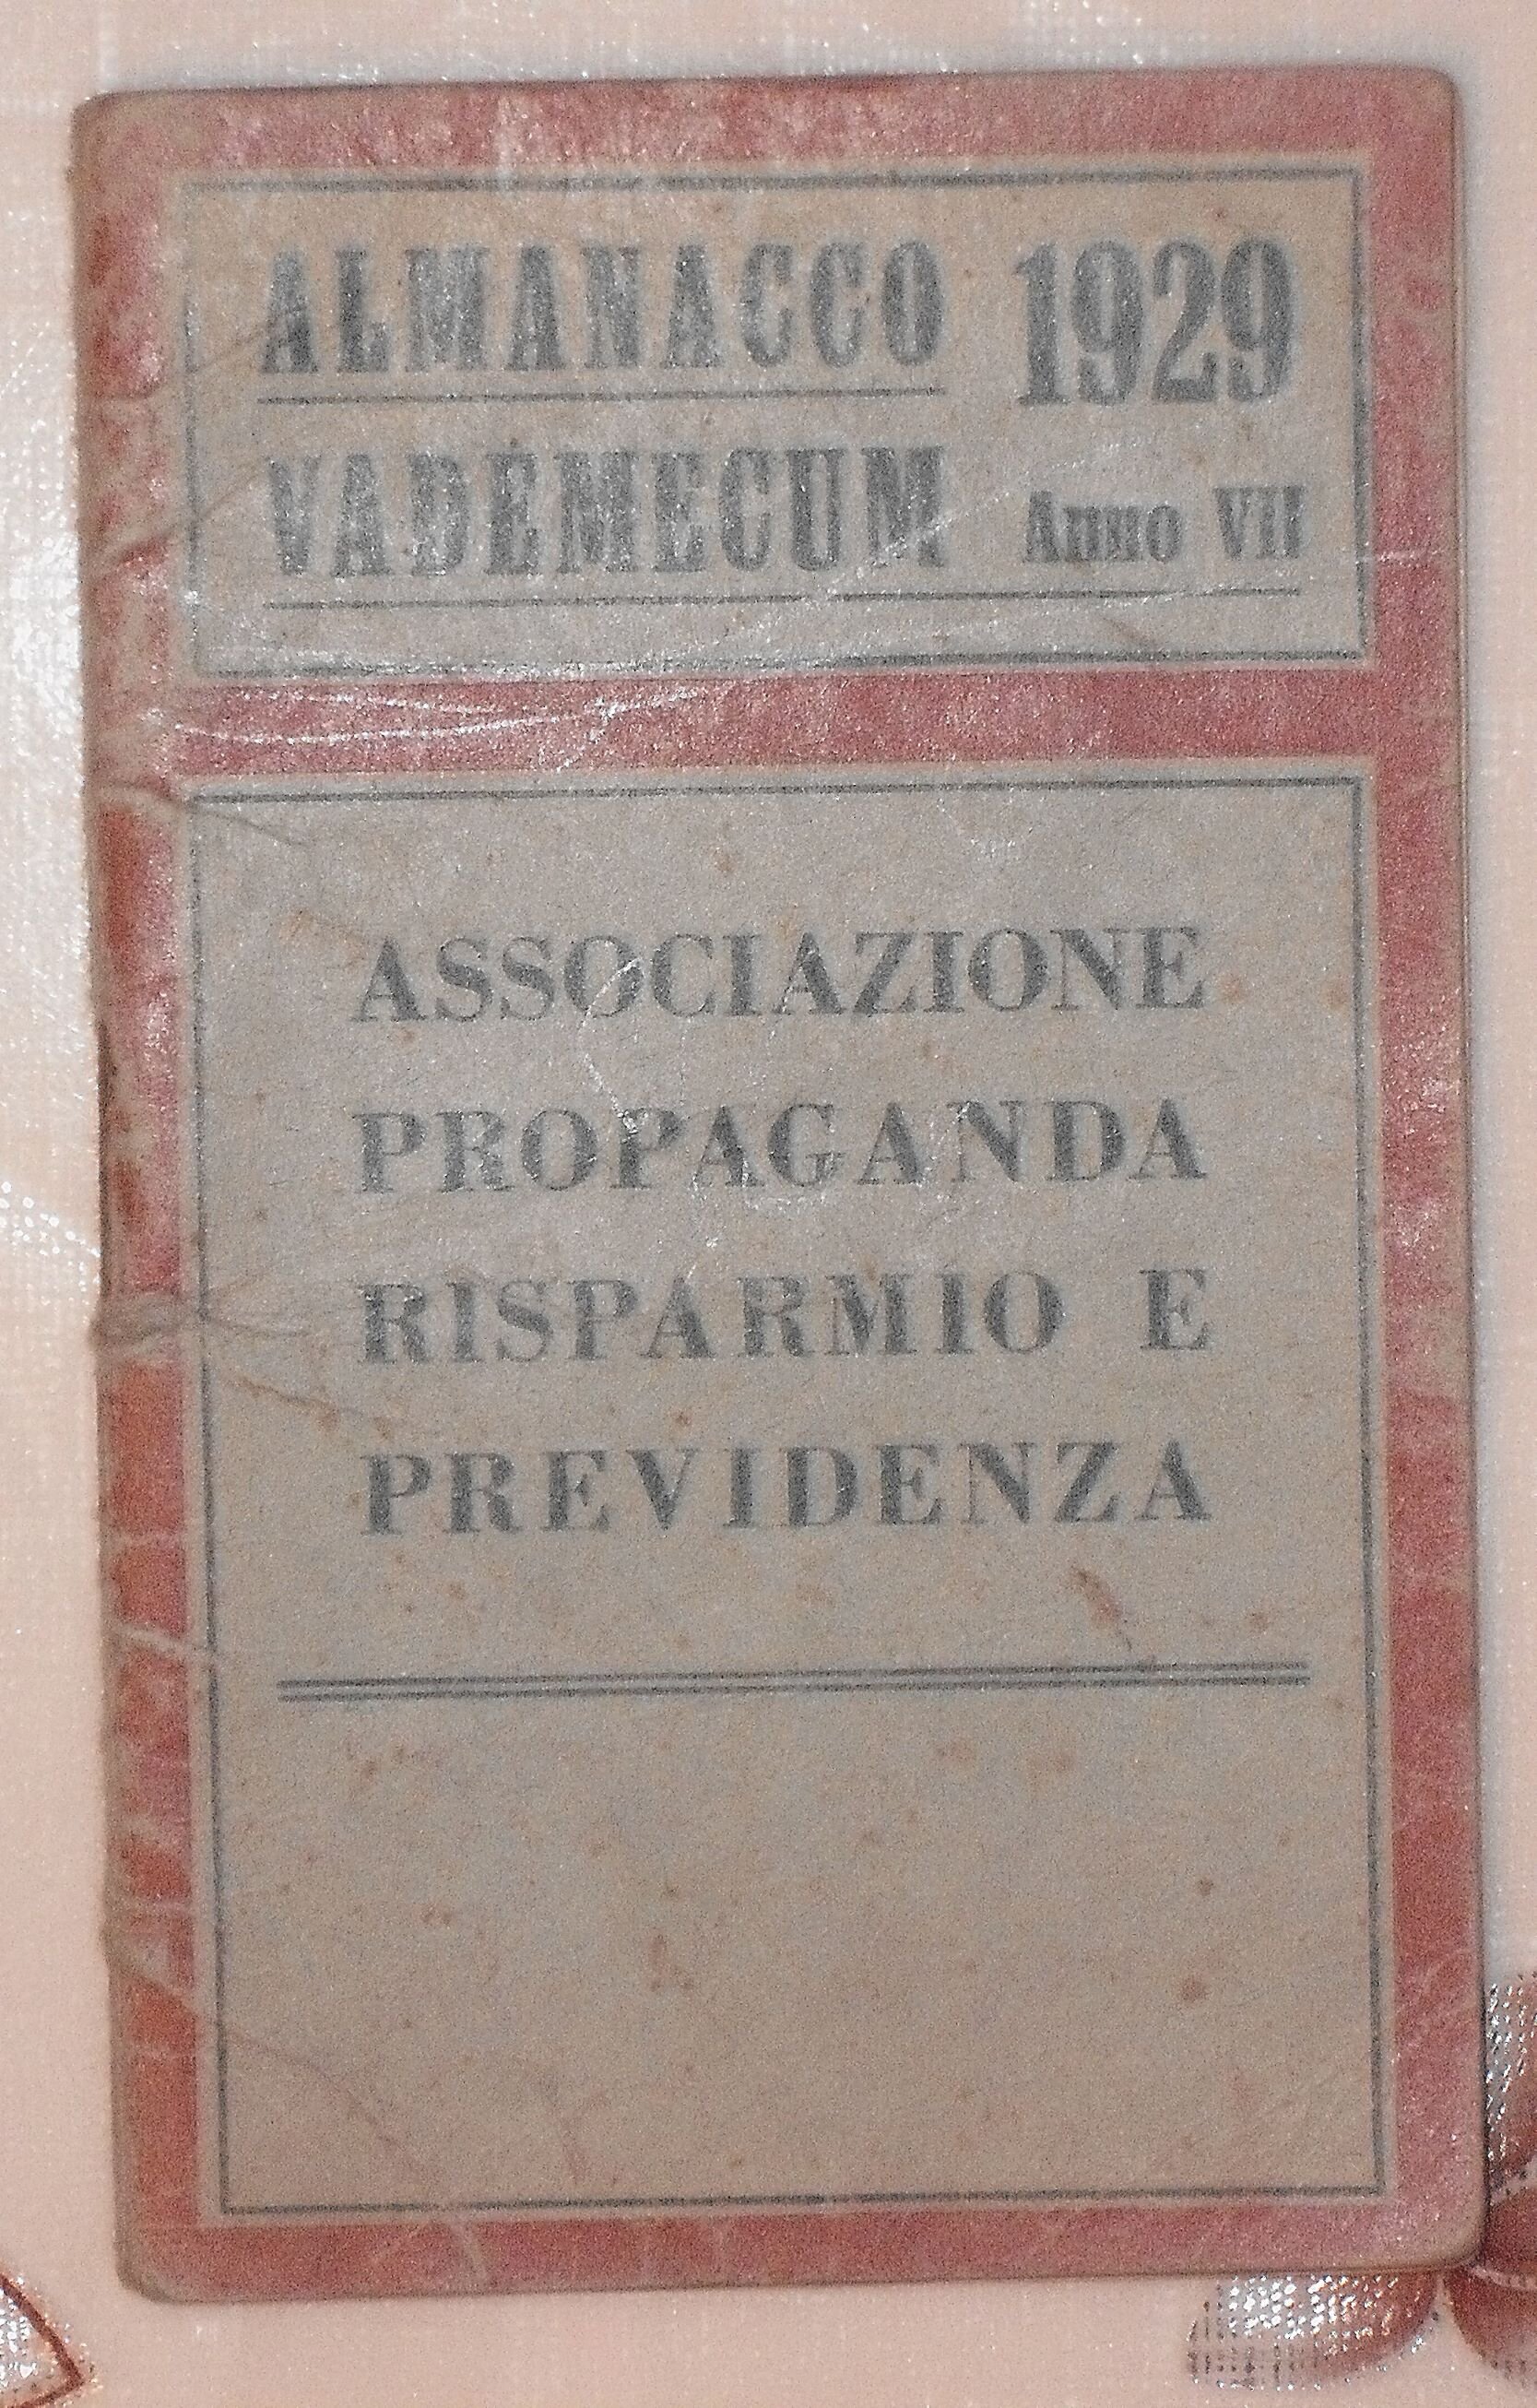 ALMANACCO 1929
VADEMECUM Anno VII
ASSOCIAZIONE
PROPAGANDA
RISPARMIO E
PREVIDENZA